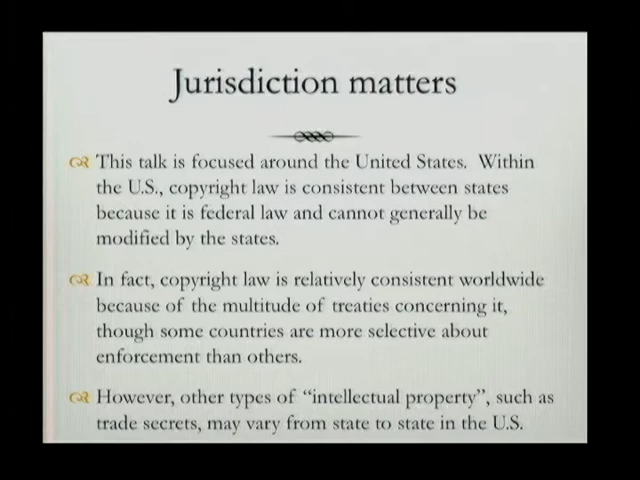 Jurisdiction matters
This talk is focused around the United States. Within
the U.S., copyright law is consistent between states
because it is federal law and cannot generally be
modified by the states.
In fact, copyright law is relatively consistent worldwide
because of the multitude of treaties concerning it,
though some countries are more selective about
enforcement than others.
However, other types of “intellectual property”, such as
trade secrets, may vary from state to state in the U.S.